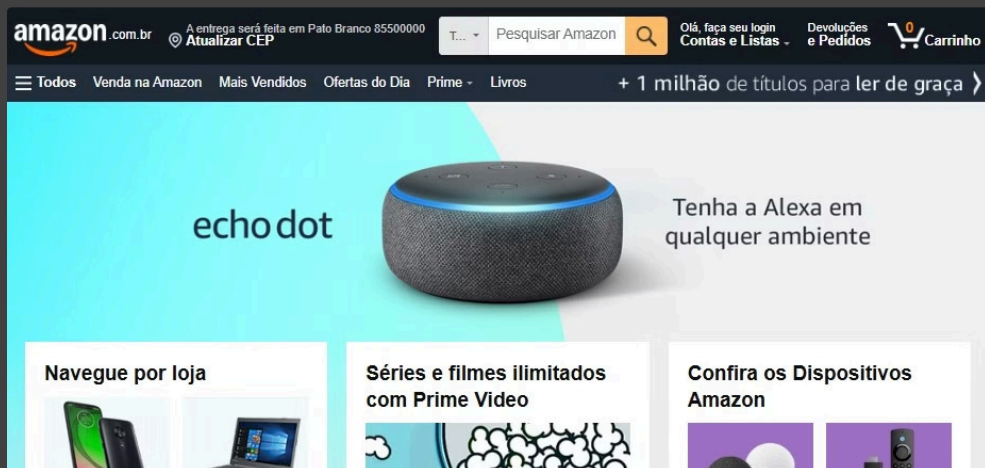 amazon.com.br
A entrega será feita em Pato Branco 85500000
Atualizar CEP
T...
Pesquisar Amazon
Olá, faça seu login
Contas e Listas
Devoluções
e Pedidos
0
Carrinho
Todos
Venda na Amazon
Mais Vendidos
Ofertas do Dia
Prime
Livros
+ 1 milhão de títulos para ler de graça
echo dot
Tenha a Alexa em
qualquer ambiente
Navegue por loja
Séries e filmes ilimitados
com Prime Video
Confira os Dispositivos
Amazon